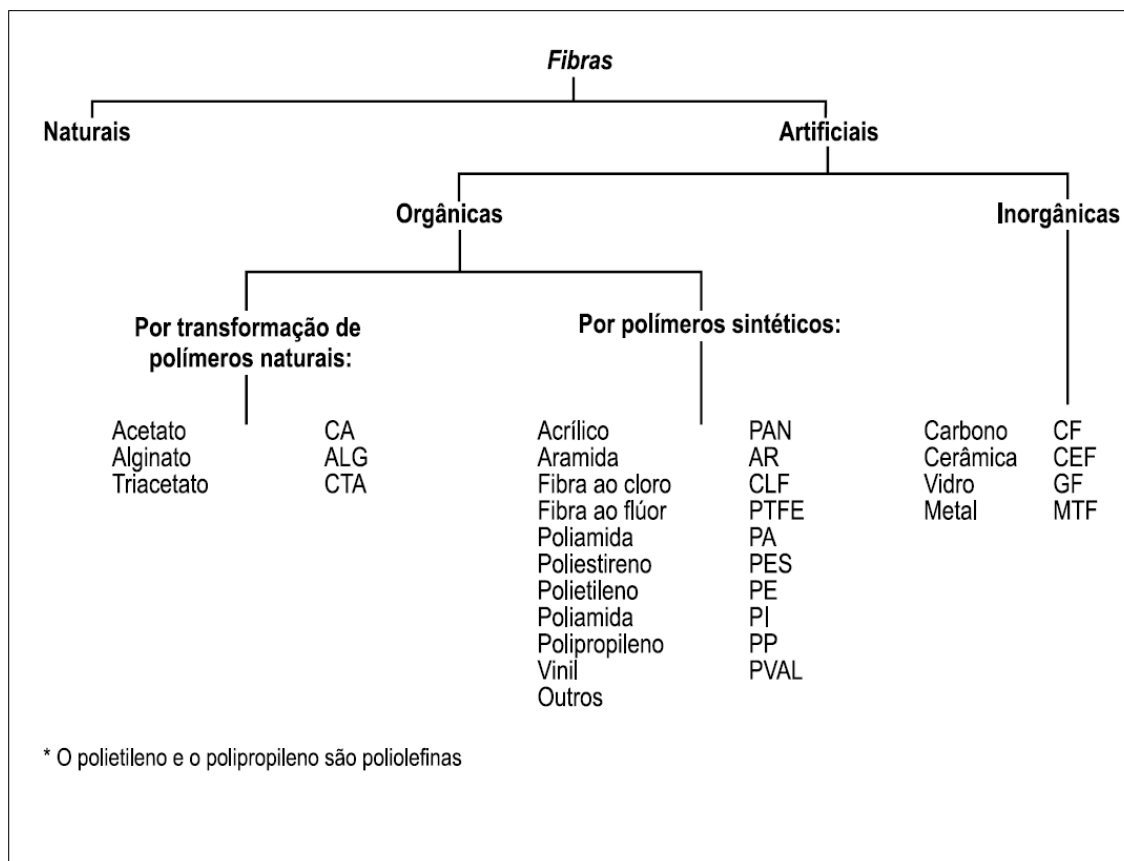 Fibras
Naturais
Artificiais
Orgânicas
Inorgânicas
Por transformação de
polímeros naturais:
Por polímeros sintéticos:
Acetato CA
Alginato ALG
Triacetato CTA
Acrílico PAN
Aramida AR
Fibra ao cloro CLF
Fibra ao flúor PTFE
Poliamida PA
Poliestireno PES
Polietileno PE
Poliamida PI
Polipropileno PP
Vinil PVAL
Outros
Carbono CF
Cerâmica CEF
Vidro GF
Metal MTF
* O polietileno e o polipropileno são poliolefinas